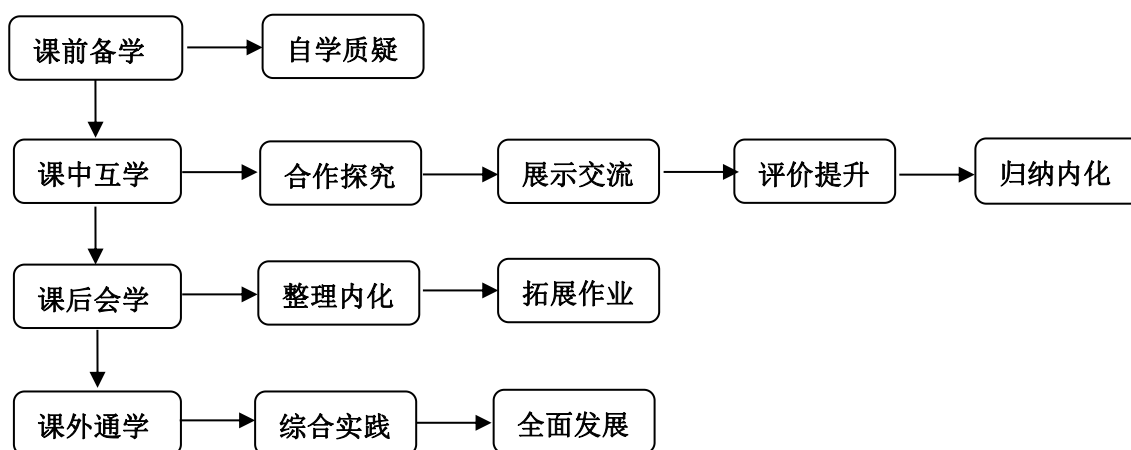 课前备学
自学质疑
课中互学
合作探究
展示交流
评价提升
归纳内化
课后会学
整理内化
拓展作业
课外通学
综合实践
全面发展